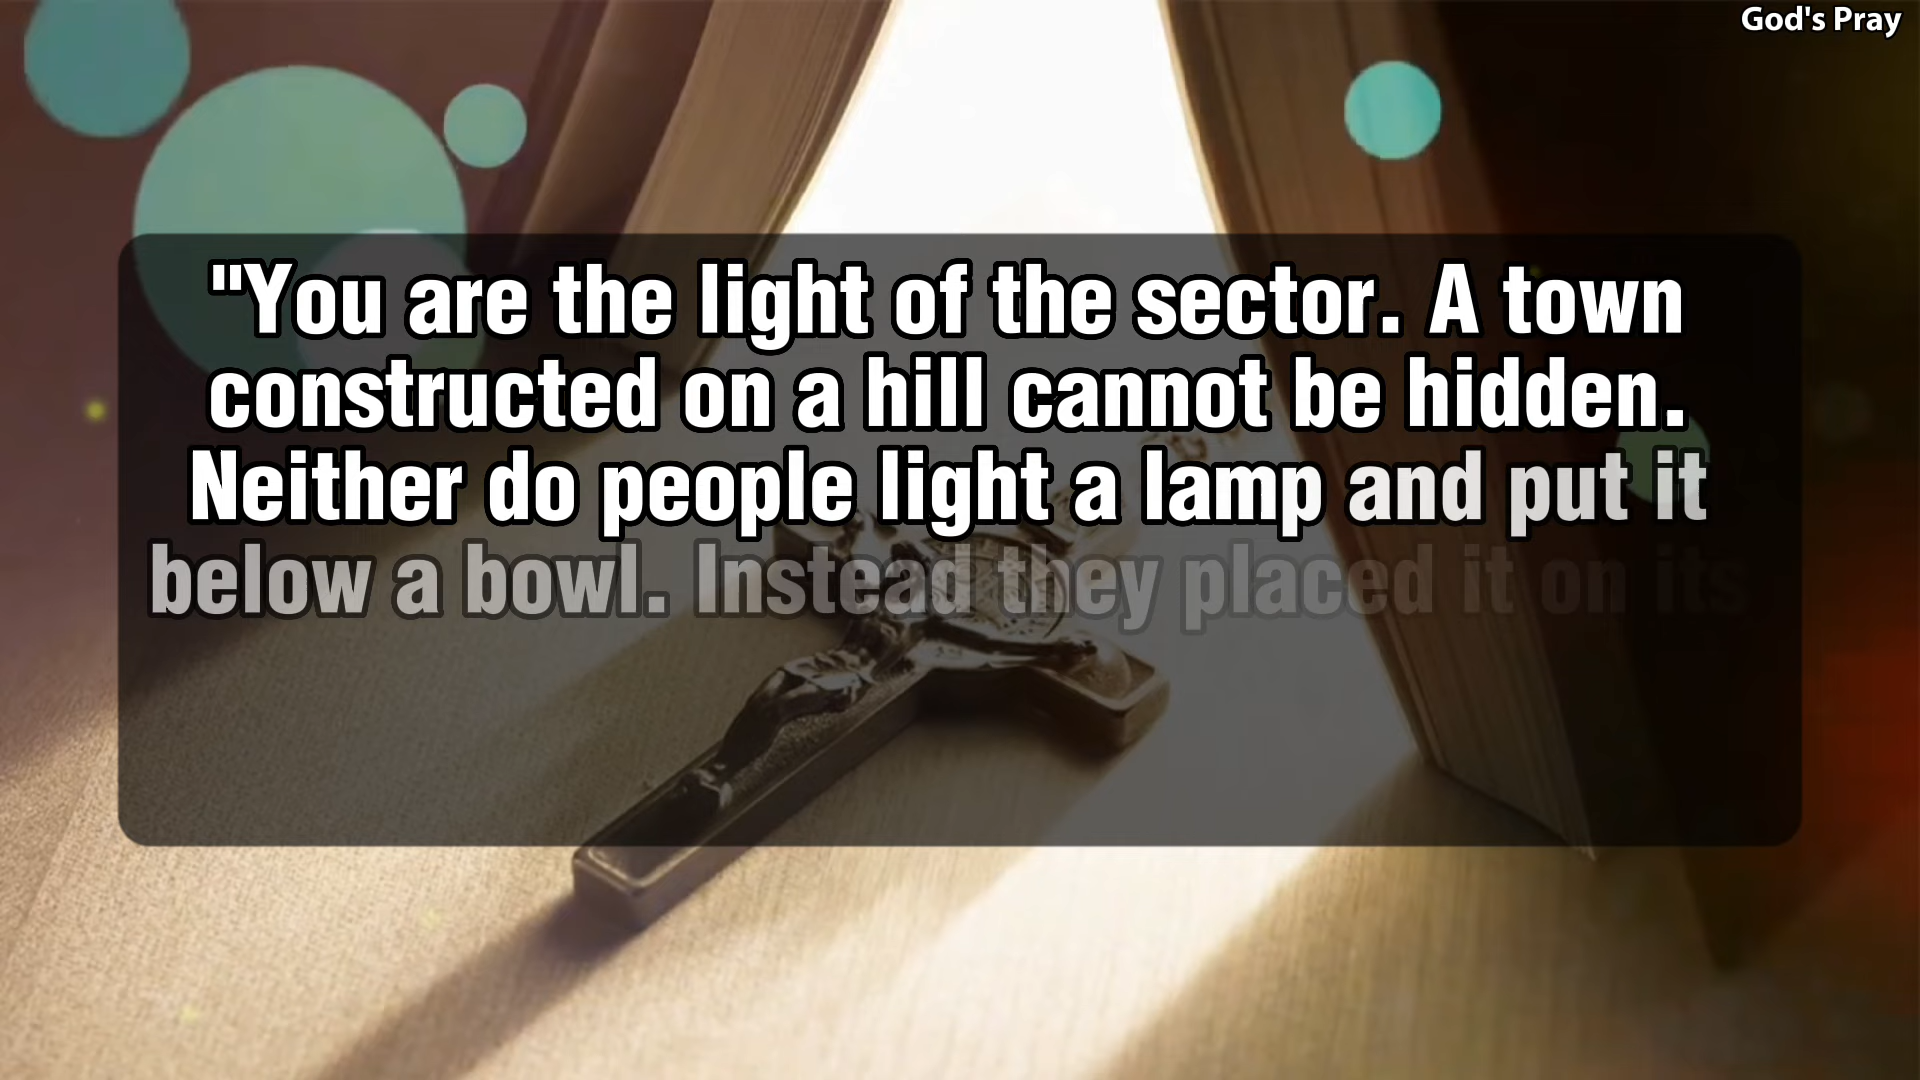 God's Pray
"You are the light of the sector. A town
constructed on a hill cannot be hidden.
Neither do people light a lamp and put it
below a bowl. Instead they placed it on its